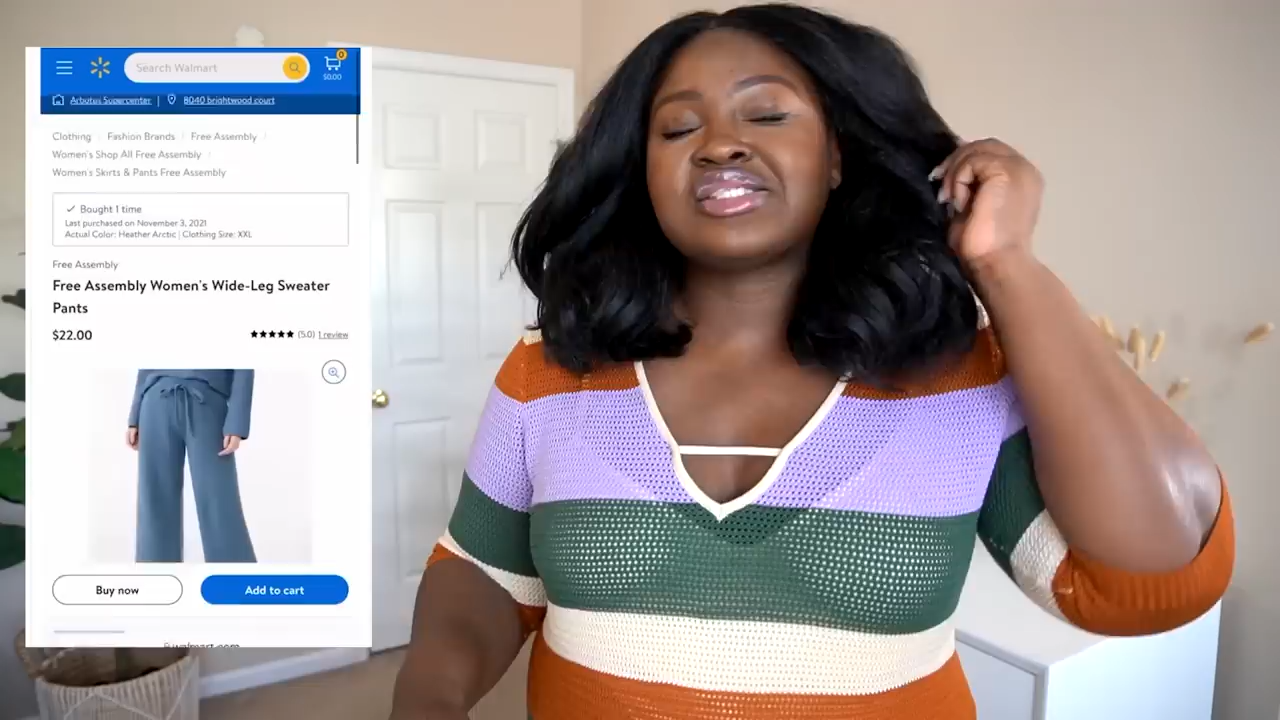 Search Walmart
0
$0.00
Arbutus Supercenter | 8040 brightwood court
Clothing / Fashion Brands / Free Assembly /
Women's Shop All Free Assembly /
Women's Skirts & Pants Free Assembly
Bought 1 time
Last purchased on November 3, 2021
Actual Color: Heather Arctic | Clothing Size: XXL
Free Assembly
Free Assembly Women's Wide-Leg Sweater
Pants
$22.00
(5.0) 1 review
Buy now
Add to cart
walmart.com